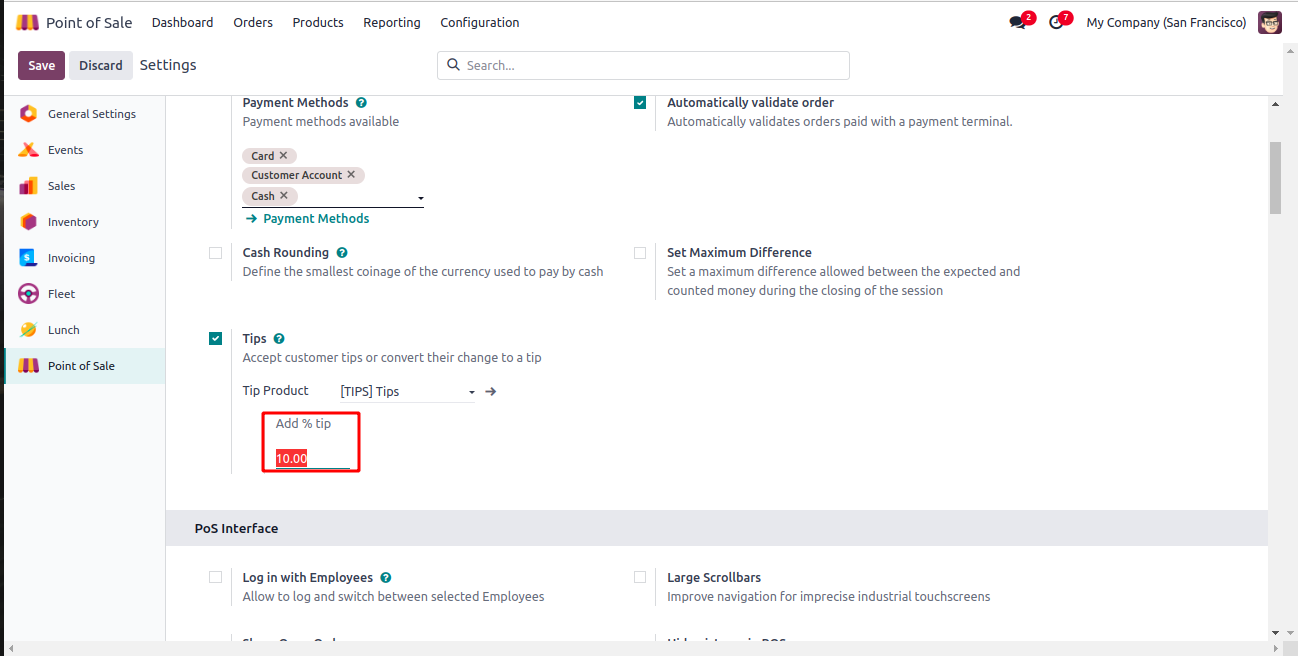 Point of Sale Dashboard Orders Products Reporting Configuration 2 7 My Company (San Francisco)
Save Discard Settings Search...
General Settings
Events
Sales
Inventory
Invoicing
Fleet
Lunch
Point of Sale
Payment Methods ?
Payment methods available
Card ×
Customer Account ×
Cash ×
→ Payment Methods
Automatically validate order
Automatically validates orders paid with a payment terminal.
Cash Rounding ?
Define the smallest coinage of the currency used to pay by cash
Set Maximum Difference
Set a maximum difference allowed between the expected and
counted money during the closing of the session
Tips ?
Accept customer tips or convert their change to a tip
Tip Product [TIPS] Tips
Add % tip
10.00
PoS Interface
Log in with Employees ?
Allow to log and switch between selected Employees
Large Scrollbars
Improve navigation for imprecise industrial touchscreens